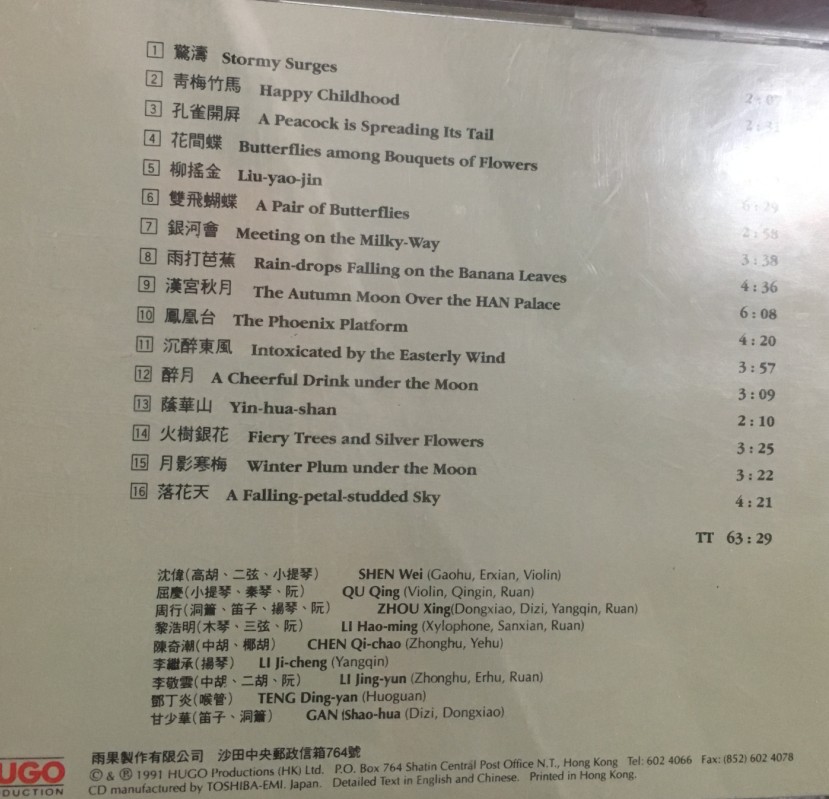 1 驚濤 Stormy Surges 2:07
2 青梅竹馬 Happy Childhood 2:31
3 孔雀開屏 A Peacock is Spreading Its Tail
4 花間蝶 Butterflies among Bouquets of Flowers
5 柳搖金 Liu-yao-jin 6:29
6 雙飛蝴蝶 A Pair of Butterflies 2:58
7 銀河會 Meeting on the Milky-Way 3:38
8 雨打芭蕉 Rain-drops Falling on the Banana Leaves 4:36
9 漢宮秋月 The Autumn Moon Over the HAN Palace 6:08
10 鳳凰台 The Phoenix Platform 4:20
11 沉醉東風 Intoxicated by the Easterly Wind 3:57
12 醉月 A Cheerful Drink under the Moon 3:09
13 蔭華山 Yin-hua-shan 2:10
14 火樹銀花 Fiery Trees and Silver Flowers 3:25
15 月影寒梅 Winter Plum under the Moon 3:22
16 落花天 A Falling-petal-studded Sky 4:21
TT 63:29
沈偉(高胡、二弦、小提琴) SHEN Wei (Gaohu, Erxian, Violin)
屈慶(小提琴、秦琴、阮) QU Qing (Violin, Qingin, Ruan)
周行(洞簫、笛子、揚琴、阮) ZHOU Xing(Dongxiao, Dizi, Yangqin, Ruan)
黎浩明(木琴、三弦、阮) LI Hao-ming (Xylophone, Sanxian, Ruan)
陳奇潮(中胡、椰胡) CHEN Qi-chao (Zhonghu, Yehu)
李繼承(揚琴) LI Ji-cheng (Yangqin)
李敬雲(中胡、二胡、阮) LI Jing-yun (Zhonghu, Erhu, Ruan)
鄧丁炎(喉管) TENG Ding-yan (Huoguan)
甘少華(笛子、洞簫) GAN (Shao-hua (Dizi, Dongxiao)
雨果製作有限公司 沙田中央郵政信箱764號
© & ℗ 1991 HUGO Productions (HK) Ltd. P.O. Box 764 Shatin Central Post Office N.T., Hong Kong Tel: 602 4066 Fax: (852) 602 4078
CD manufactured by TOSHIBA-EMI. Japan. Detailed Text in English and Chinese. Printed in Hong Kong.
UGO
ODUCTION